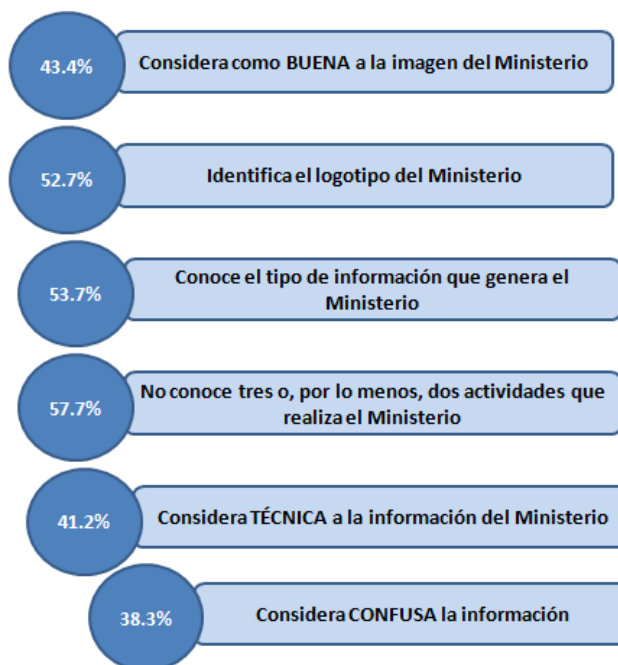 43.4%
Considera como BUENA a la imagen del Ministerio
52.7%
Identifica el logotipo del Ministerio
53.7%
Conoce el tipo de información que genera el
Ministerio
57.7%
No conoce tres o, por lo menos, dos actividades que
realiza el Ministerio
41.2%
Considera TÉCNICA a la información del Ministerio
38.3%
Considera CONFUSA la información